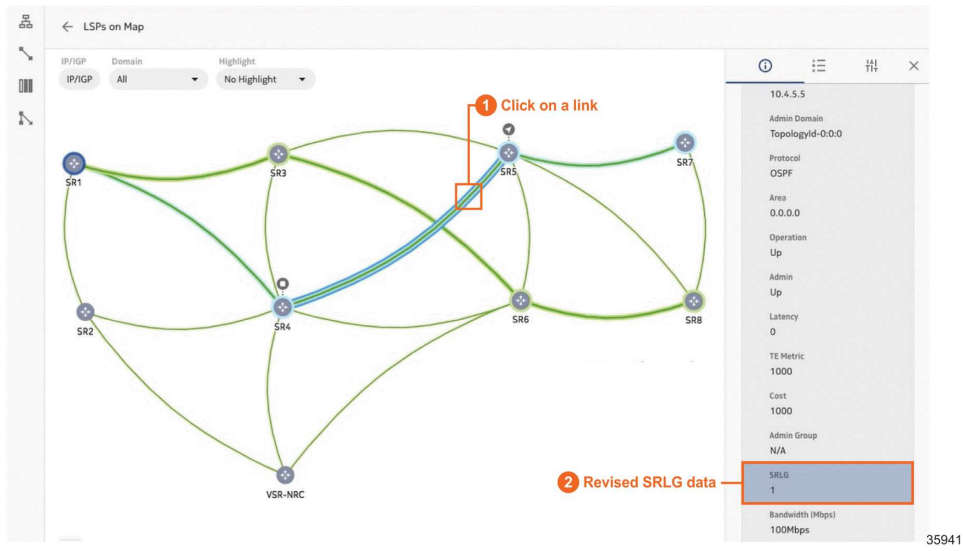 LSPs on Map
IP/IGP
Domain
Highlight
IP/IGP
All
No Highlight
1 Click on a link
SR1
SR3
SR5
SR7
SR2
SR4
SR6
SR8
VSR-NRC
10.4.5.5
Admin Domain
TopologyId-0:0:0
Protocol
OSPF
Area
0.0.0.0
Operation
Up
Admin
Up
Latency
0
TE Metric
1000
Cost
1000
Admin Group
N/A
2 Revised SRLG data
SRLG
1
Bandwidth (Mbps)
100Mbps
35941